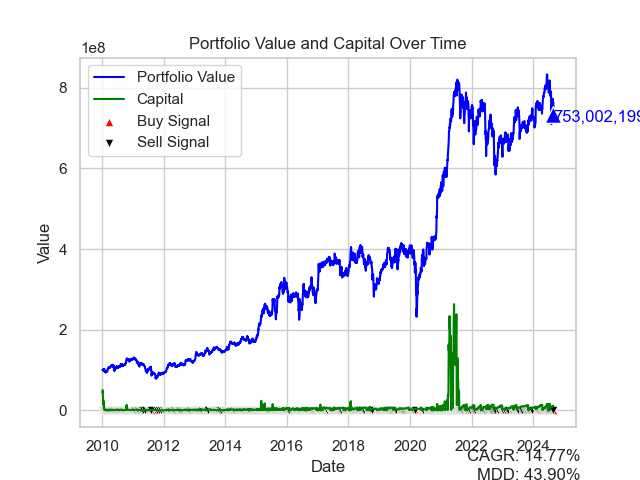 Portfolio Value and Capital Over Time
1e8
Portfolio Value
Capital
Buy Signal
Sell Signal
8
6
4
2
0
Value
753,002,199
2010 2012 2014 2016 2018 2020 2022 2024
Date
CAGR: 14.77%
MDD: 43.90%